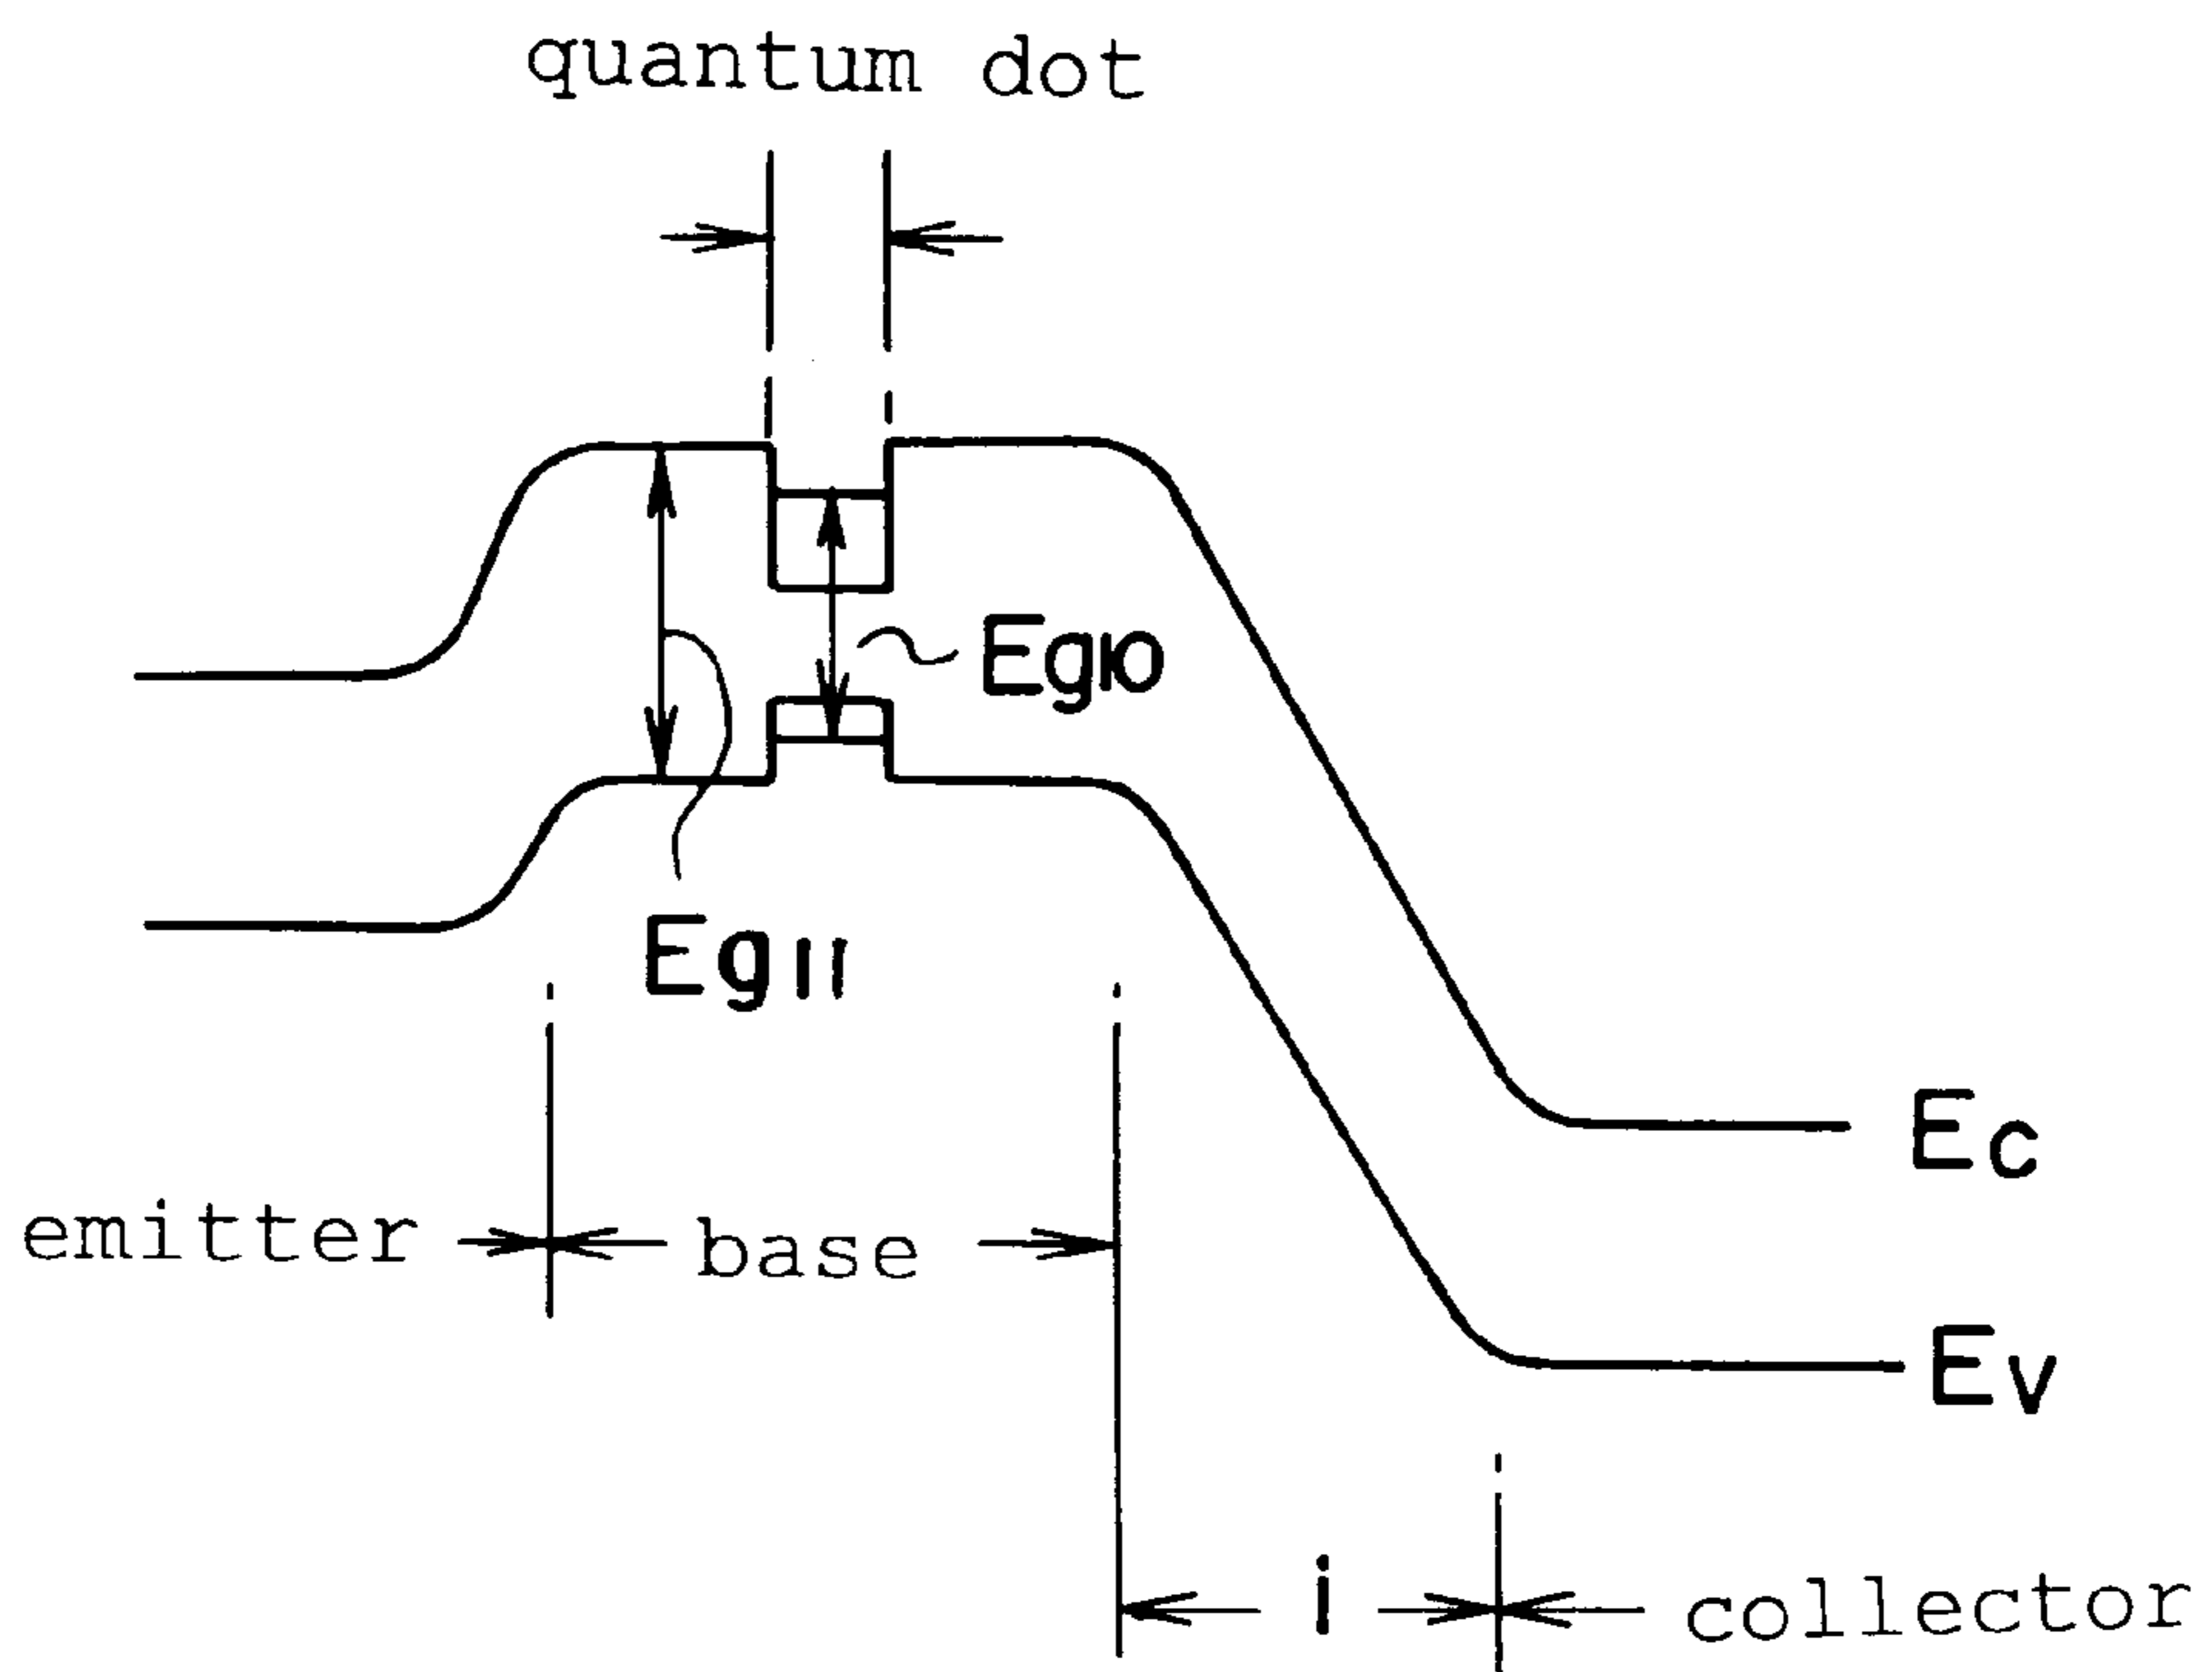 quantum dot
Eg10
Eg11
Ec
emitter
base
Ev
i
collector